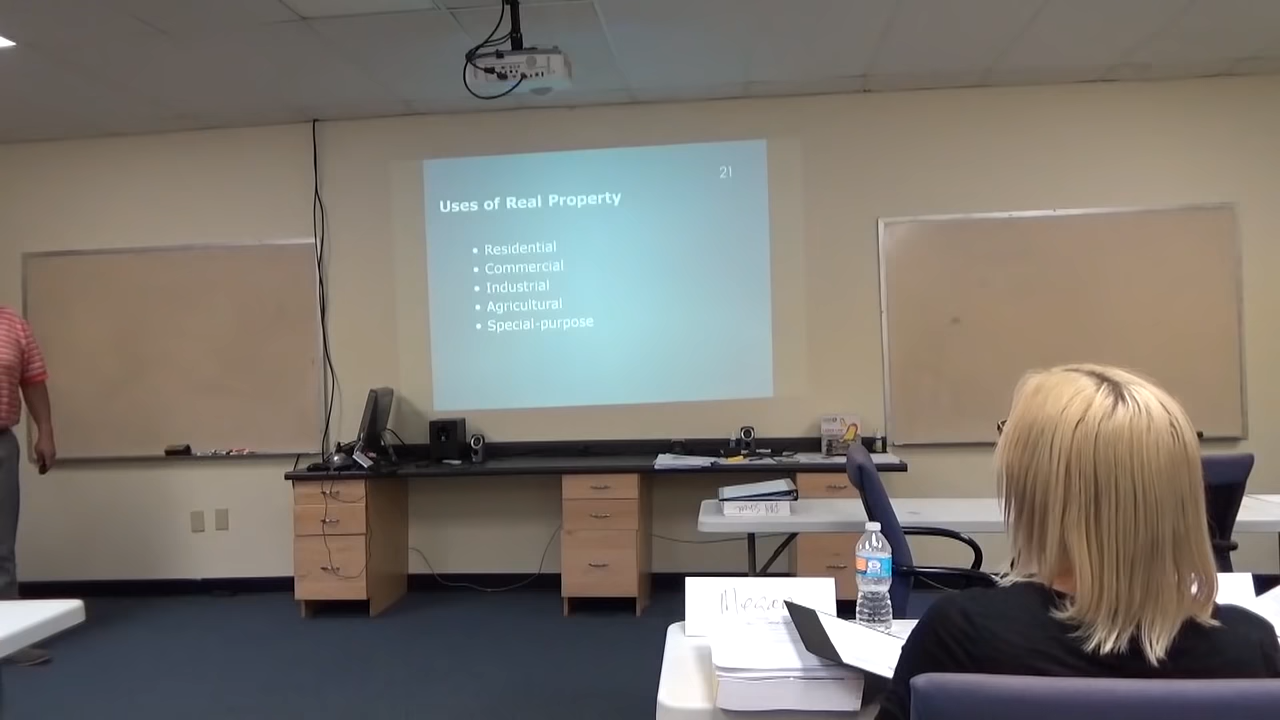 21
Uses of Real Property
• Residential
• Commercial
• Industrial
• Agricultural
• Special-purpose